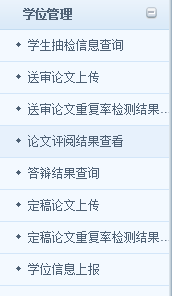 学位管理
学生抽检信息查询
送审论文上传
送审论文重复率检测结果...
论文评阅结果查看
答辩结果查询
定稿论文上传
定稿论文重复率检测结果...
学位信息上报